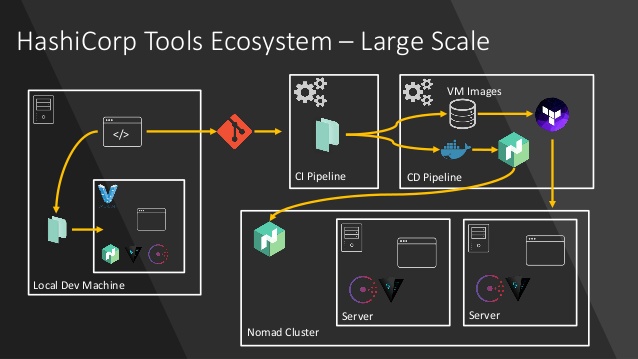 HashiCorp Tools Ecosystem – Large Scale
VM Images
</>
CI Pipeline
CD Pipeline
Local Dev Machine
Server
Server
Nomad Cluster